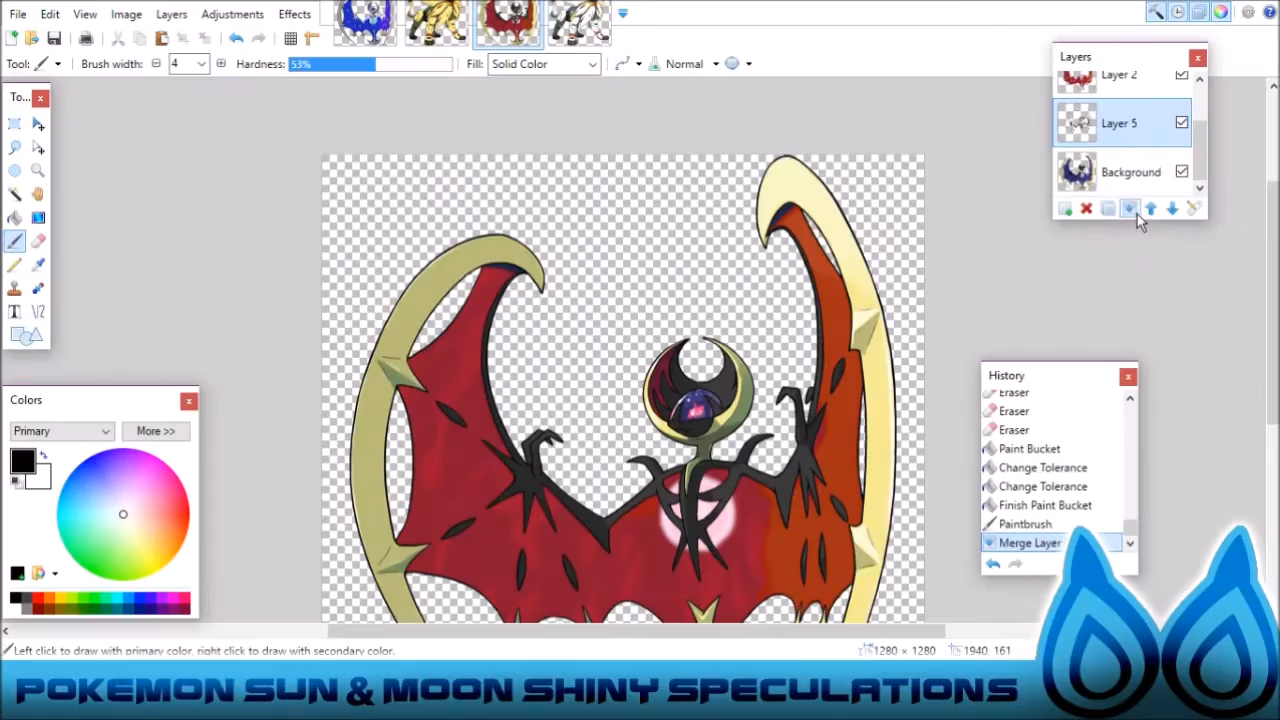 File Edit View Image Layers Adjustments Effects
Tool: Brush width: 4 Hardness: 53% Fill: Solid Color Normal
Layers
Layer 2
Layer 5
Background
To...
Colors
Primary More >>
History
Eraser
Eraser
Eraser
Paint Bucket
Change Tolerance
Change Tolerance
Finish Paint Bucket
Paintbrush
Merge Layer
Left click to draw with primary color, right click to draw with secondary color.
1280 × 1280 1940, 161
POKEMON SUN & MOON SHINY SPECULATIONS